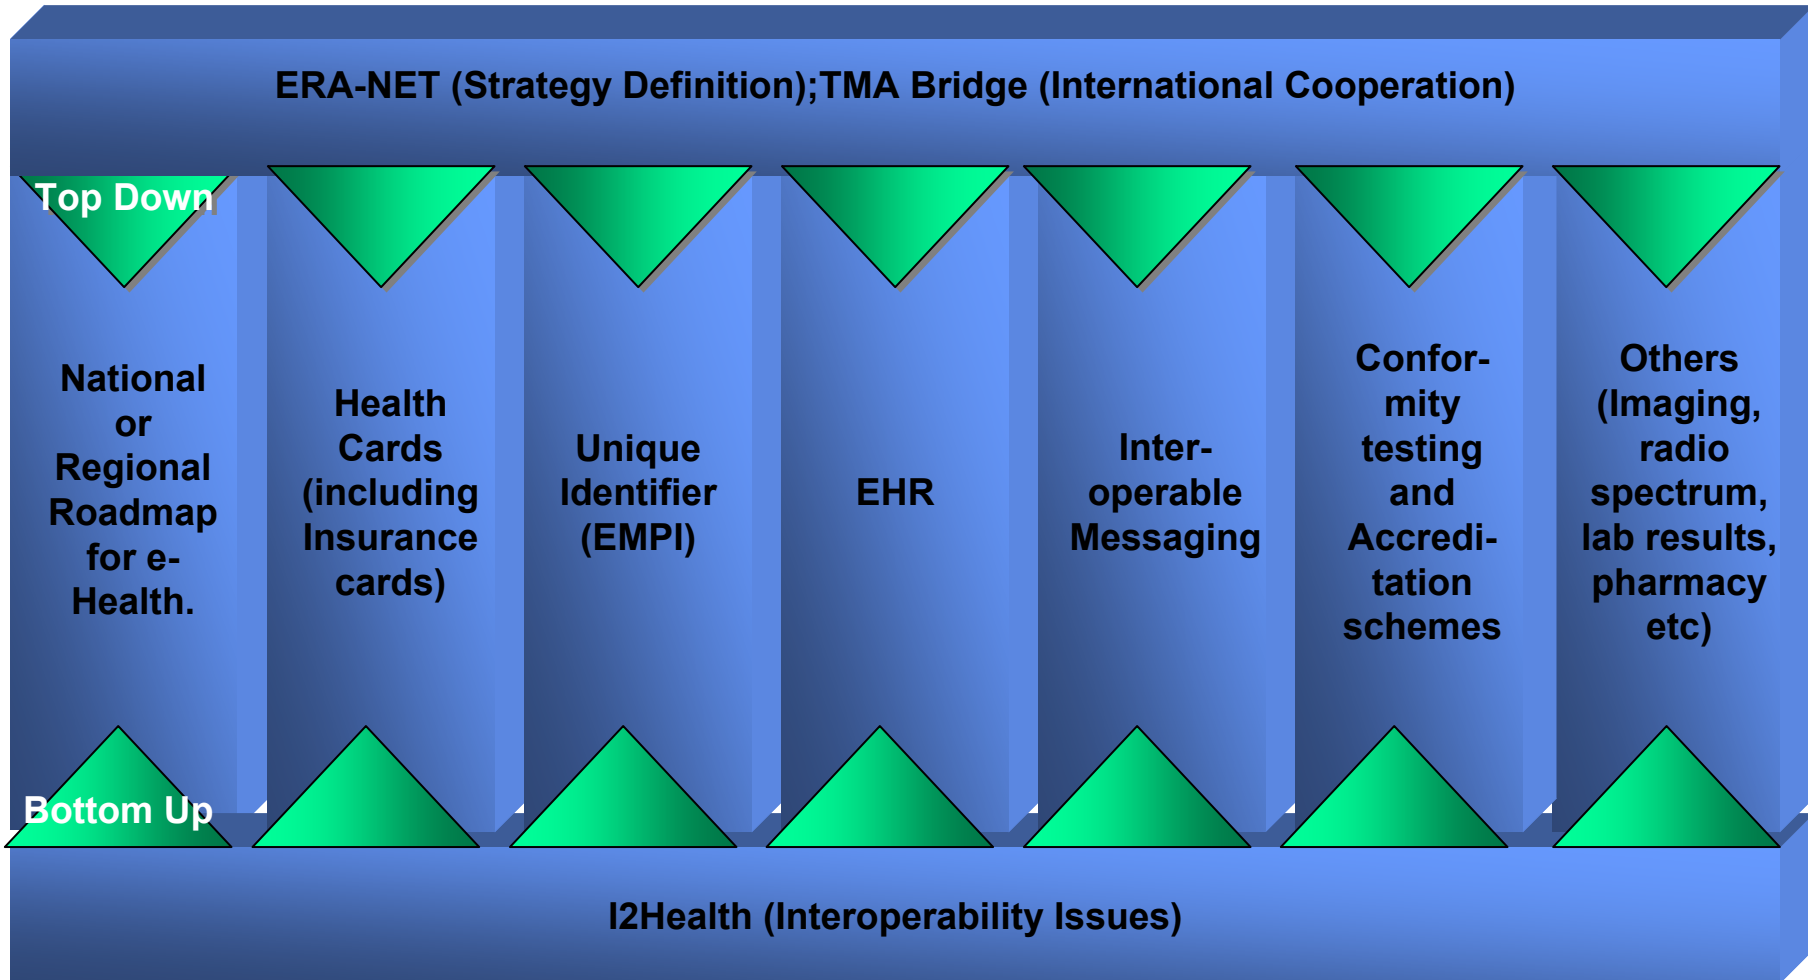 ERA-NET (Strategy Definition);TMA Bridge (International Cooperation)
Top Down
National
or
Regional
Roadmap
for e-
Health.
Health
Cards
(including
Insurance
cards)
Unique
Identifier
(EMPI)
EHR
Inter-
operable
Messaging
Confor-
mity
testing
and
Accredi-
tation
schemes
Others
(Imaging,
radio
spectrum,
lab results,
pharmacy
etc)
Bottom Up
I2Health (Interoperability Issues)